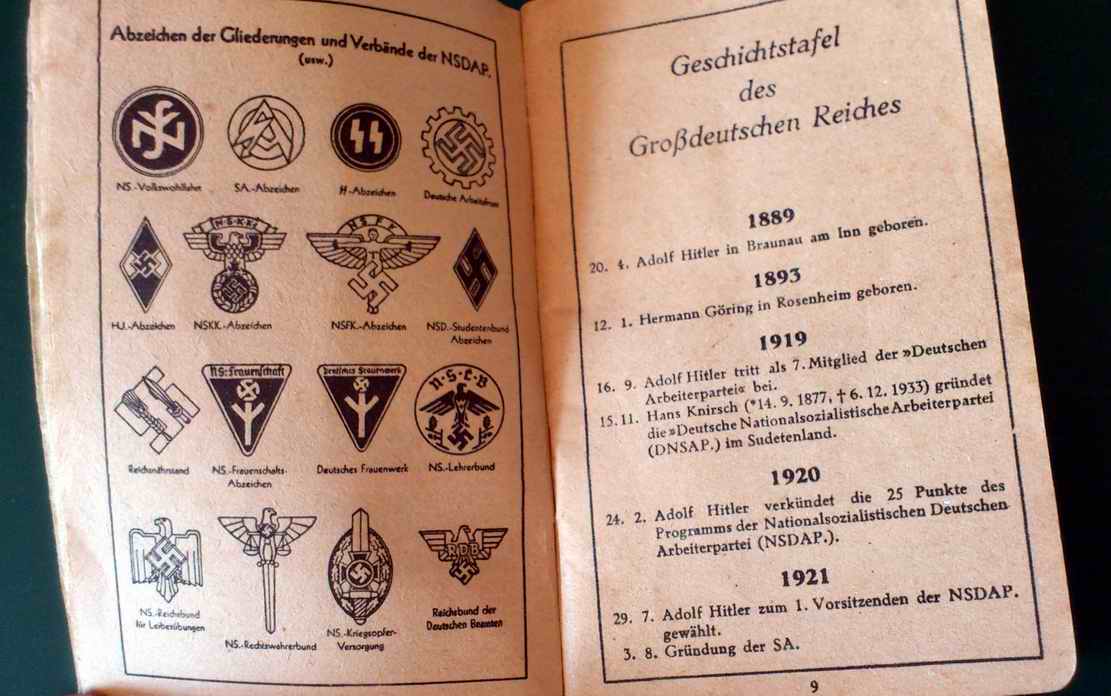 Abzeichen der Gliederungen und Verbände der NSDAP.
(usw.)
NS.-Volkswohlfahrt
SA.-Abzeichen
ᛋᛋ-Abzeichen
Deutsche Arbeitsfront
N·S·K·K·
N S F K
HJ.-Abzeichen
NSKK.-Abzeichen
NSFK.-Abzeichen
NSD.-Studentenbund
Abzeichen
NS: Frauenschaft
Deutsches Frauenwerk
N·S·L·B
Reichsnährstand
NS.-Frauenschafts-
Abzeichen
Deutsches Frauenwerk
NS.-Lehrerbund
RDB
NS.-Reichsbund
für Leibesübungen
NS.-Rechtswahrerbund
NS.-Kriegsopfer-
Versorgung
Reichsbund der
Deutschen Beamten
Geschichtstafel
des
Großdeutschen Reiches
1889
20. 4. Adolf Hitler in Braunau am Inn geboren.
1893
12. 1. Hermann Göring in Rosenheim geboren.
1919
16. 9. Adolf Hitler tritt als 7. Mitglied der »Deutschen
Arbeiterpartei« bei.
15. 11. Hans Knirsch (*14. 9. 1877, † 6. 12. 1933) gründet
die »Deutsche Nationalsozialistische Arbeiterpartei
(DNSAP.) im Sudetenland.
1920
24. 2. Adolf Hitler verkündet die 25 Punkte des
Programms der Nationalsozialistischen Deutschen
Arbeiterpartei (NSDAP.).
1921
29. 7. Adolf Hitler zum 1. Vorsitzenden der NSDAP.
gewählt.
3. 8. Gründung der SA.
9